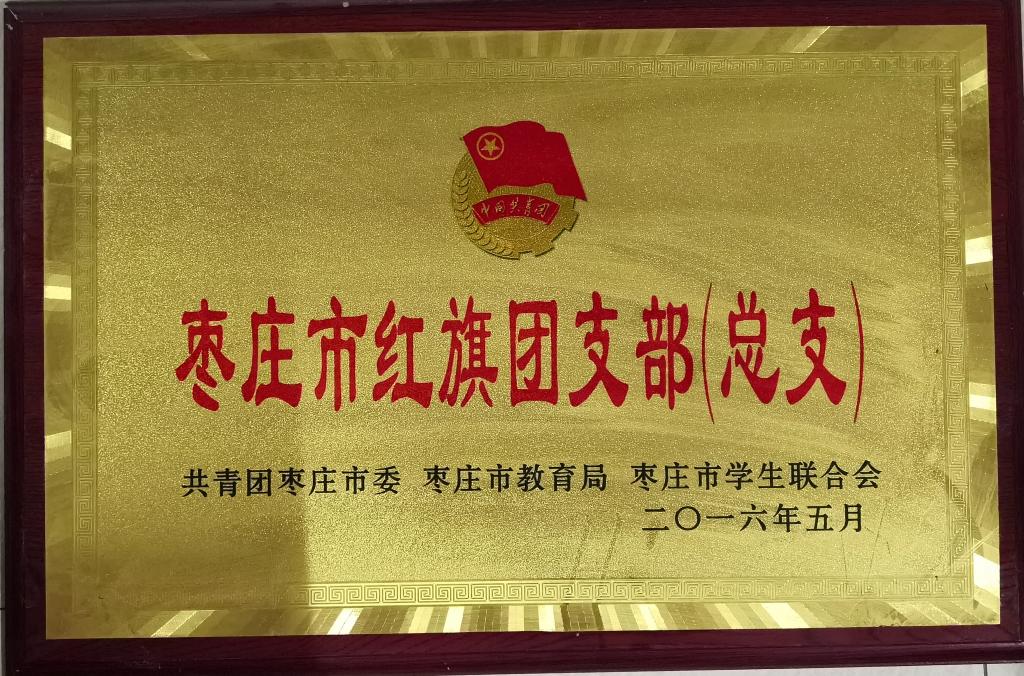 中国共青团
枣庄市红旗团支部(总支)
共青团枣庄市委 枣庄市教育局 枣庄市学生联合会
二〇一六年五月